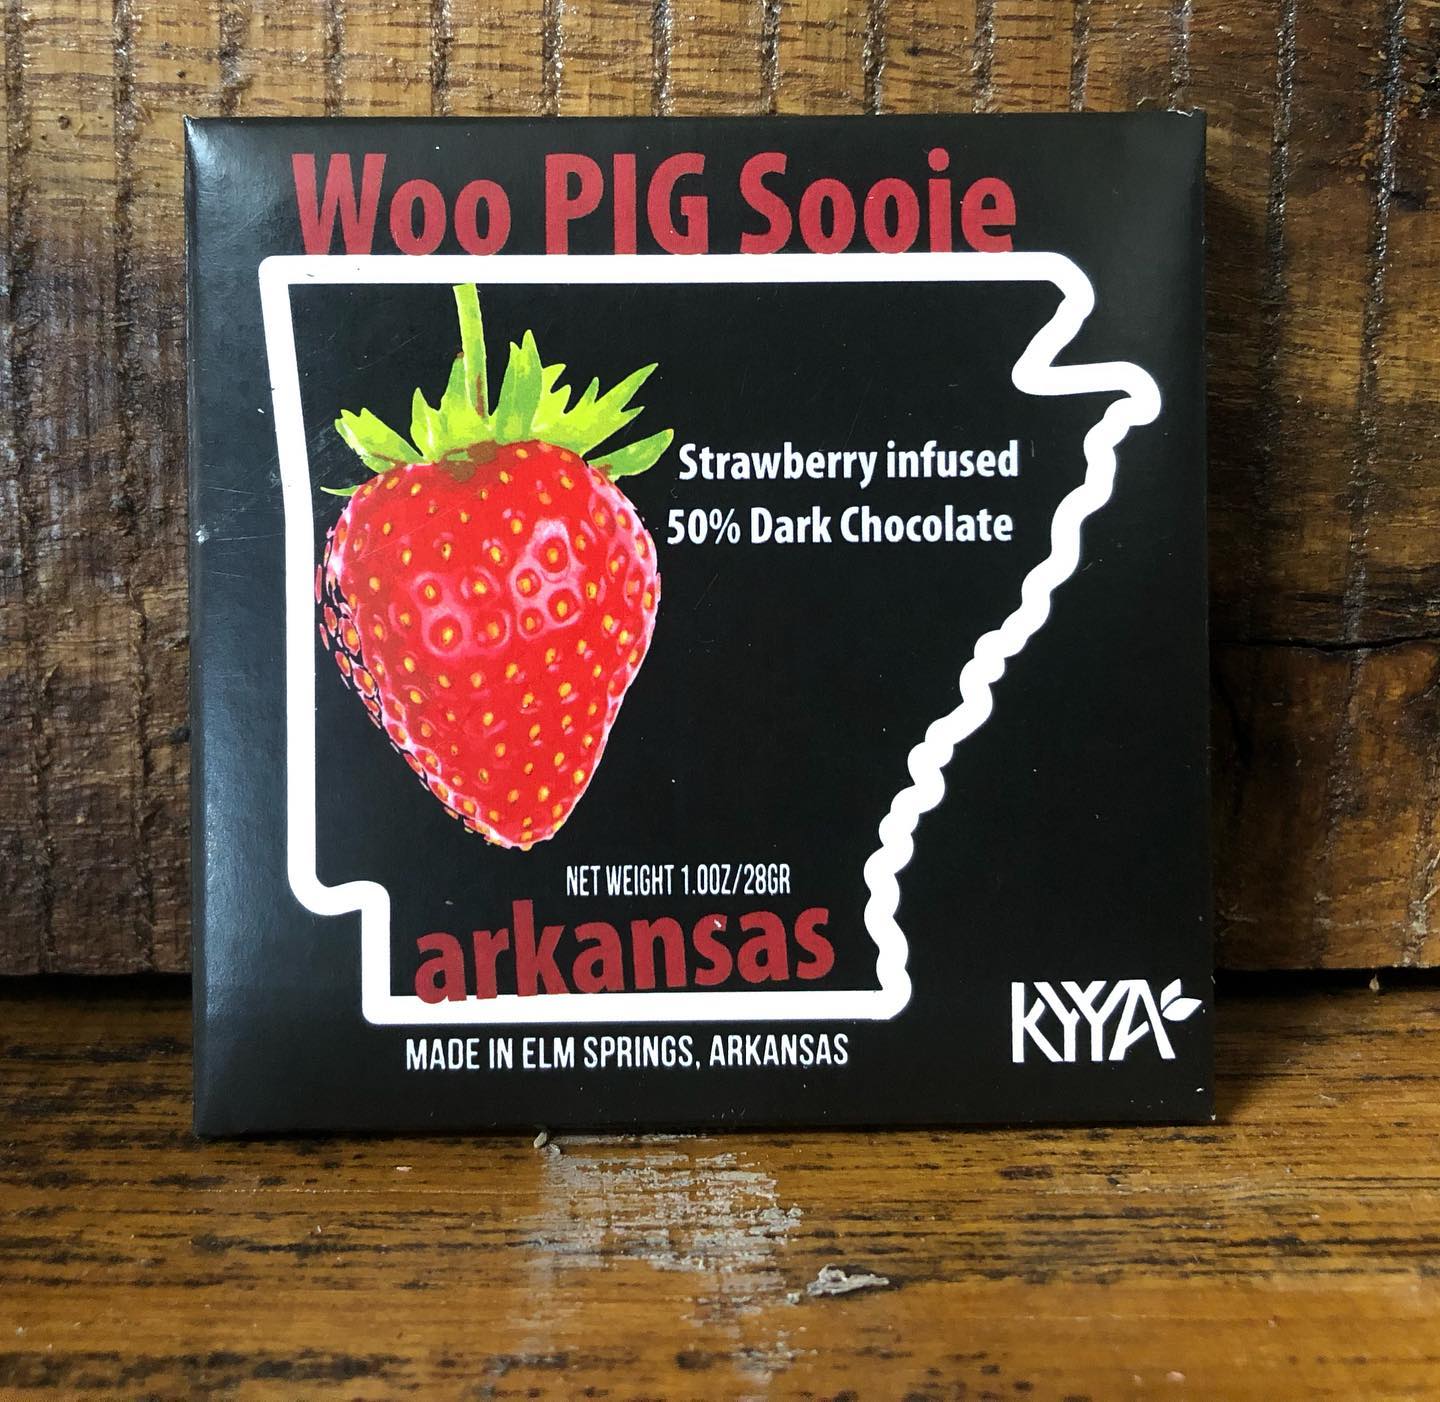 Woo PIG Sooie
Strawberry infused
50% Dark Chocolate
NET WEIGHT 1.0OZ/28GR
arkansas
MADE IN ELM SPRINGS, ARKANSAS
KYYA